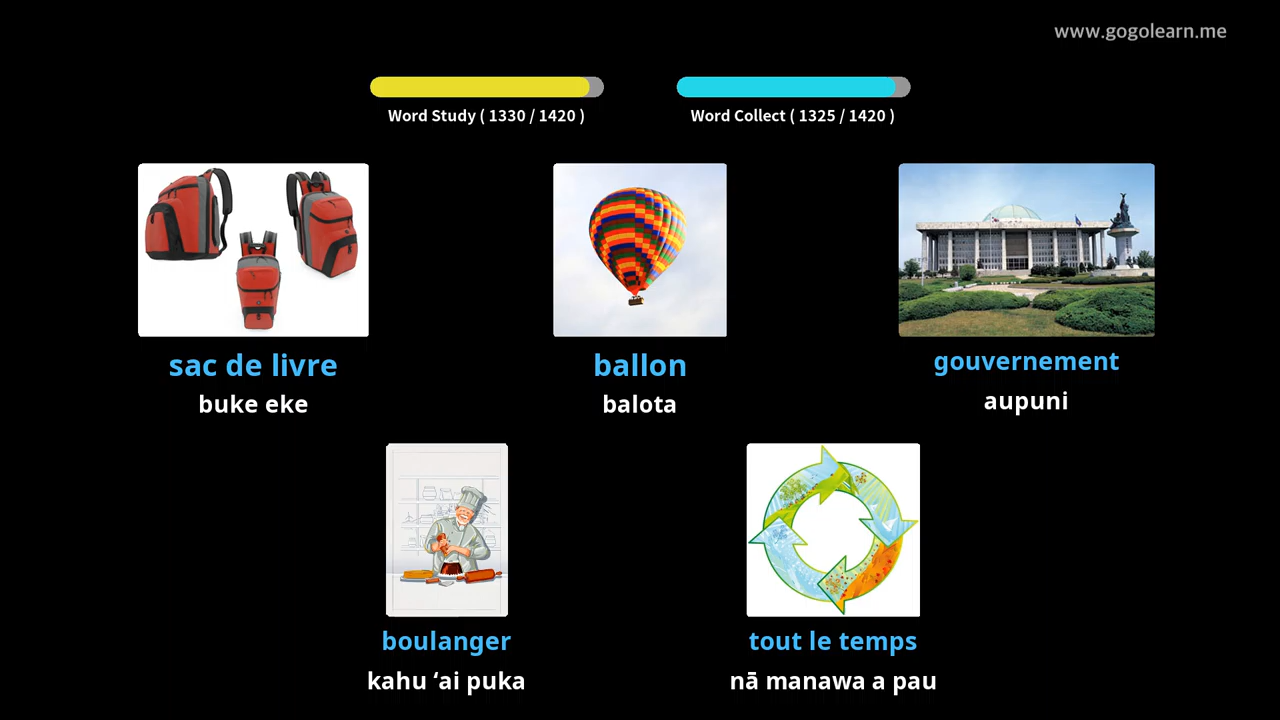 www.gogolearn.me
Word Study ( 1330 / 1420 )
Word Collect ( 1325 / 1420 )
sac de livre
buke eke
ballon
balota
gouvernement
aupuni
boulanger
kahu ʻai puka
tout le temps
nā manawa a pau